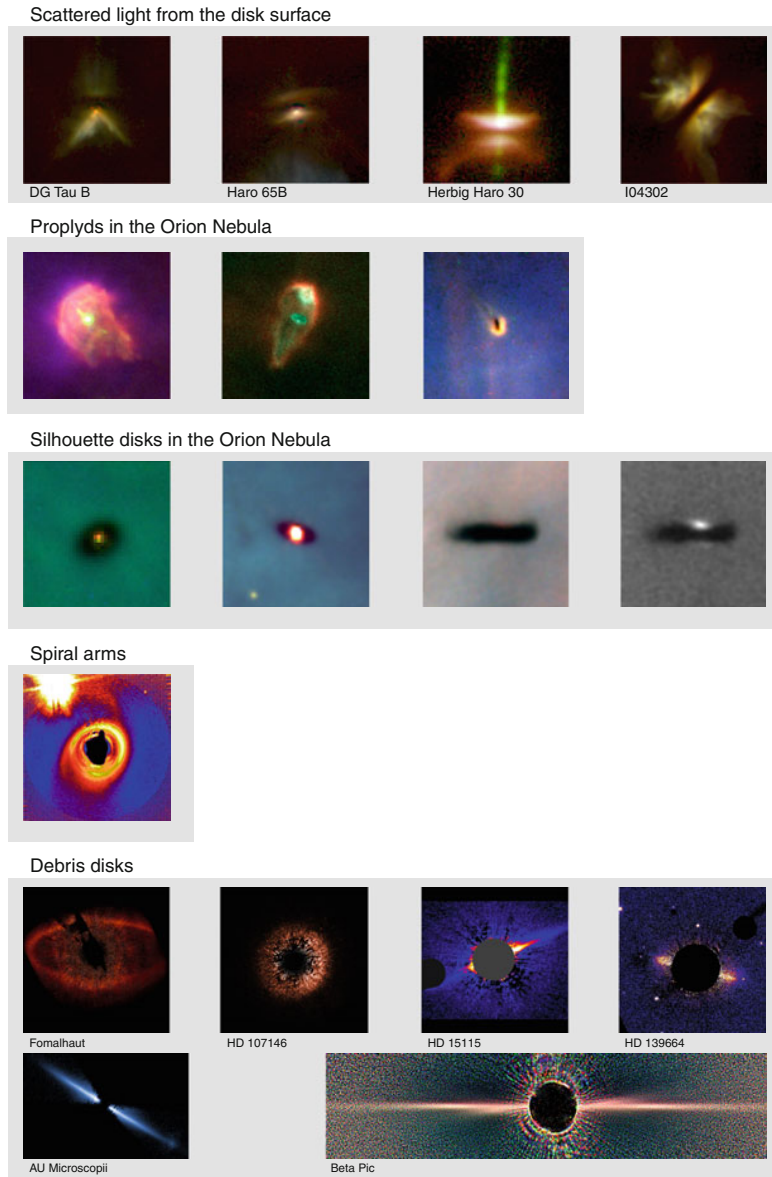 Scattered light from the disk surface
DG Tau B
Haro 65B
Herbig Haro 30
I04302
Proplyds in the Orion Nebula
Silhouette disks in the Orion Nebula
Spiral arms
Debris disks
Fomalhaut
HD 107146
HD 15115
HD 139664
AU Microscopii
Beta Pic